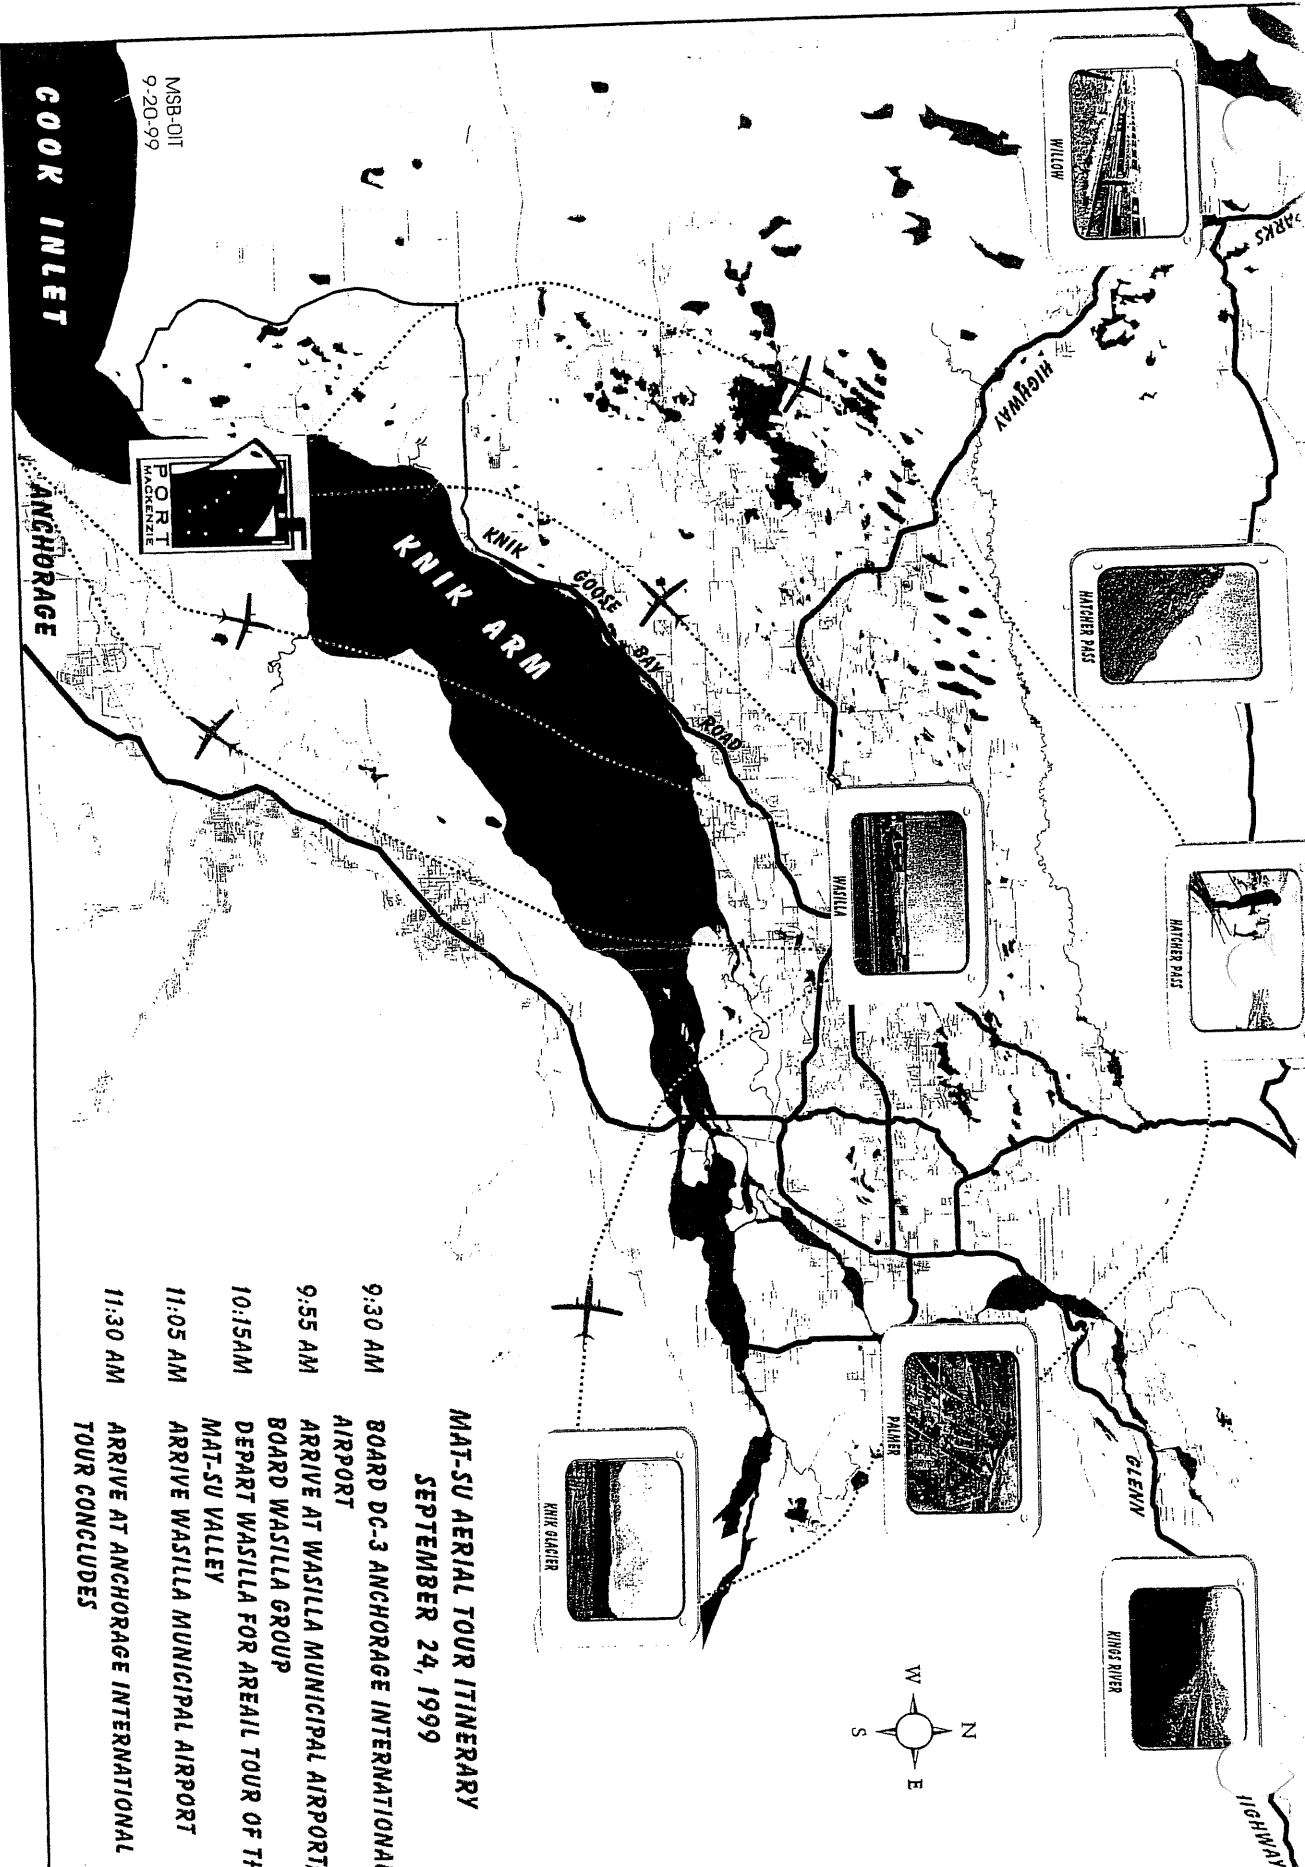 MSB-OIT
9-20-99
COOK INLET
ANCHORAGE
PORT
MACKENZIE
KNIK ARM
KNIK
GOOSE
BAY
ROAD
WILLOW
ARKS
HIGHWAY
HATCHER PASS
HATCHER PASS
WASILLA
PALMER
KNIK GLACIER
KINGS RIVER
GLENN
HIGHWAY
N
W
E
S
MAT-SU AERIAL TOUR ITINERARY
SEPTEMBER 24, 1999
9:30 AM BOARD DC-3 ANCHORAGE INTERNATIONAL
AIRPORT
9:55 AM ARRIVE AT WASILLA MUNICIPAL AIRPORT,
BOARD WASILLA GROUP
10:15AM DEPART WASILLA FOR AREAIL TOUR OF TH
MAT-SU VALLEY
11:05 AM ARRIVE WASILLA MUNICIPAL AIRPORT
11:30 AM ARRIVE AT ANCHORAGE INTERNATIONAL
TOUR CONCLUDES